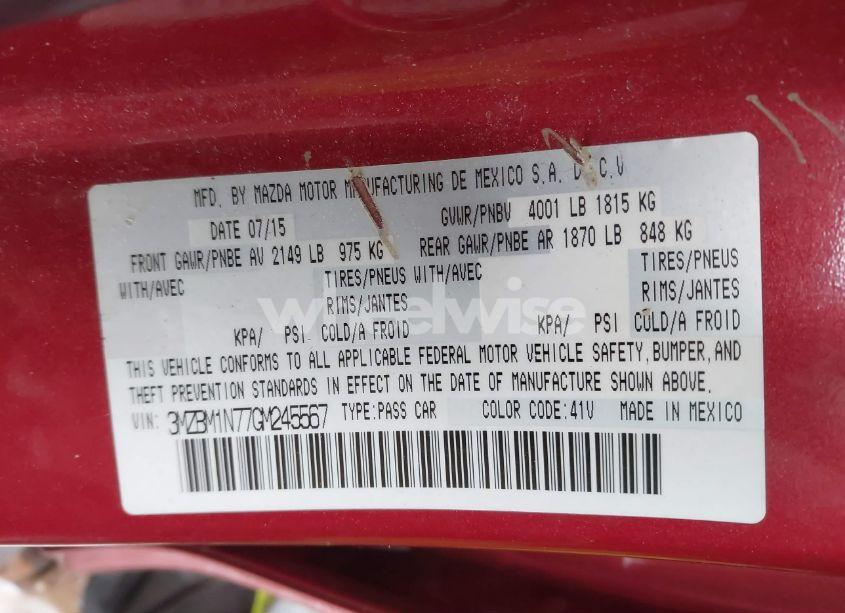 MFD. BY MAZDA MOTOR MANUFACTURING DE MEXICO S.A. DE C.V
DATE 07/15 GVWR/PNBV 4001 LB 1815 KG
FRONT GAWR/PNBE AV 2149 LB 975 KG REAR GAWR/PNBE AR 1870 LB 848 KG
WITH/AVEC TIRES/PNEUS WITH/AVEC TIRES/PNEUS
RIMS/JANTES RIMS/JANTES
KPA/ PSI COLD/A FROID KPA/ PSI COLD/A FROID
THIS VEHICLE CONFORMS TO ALL APPLICABLE FEDERAL MOTOR VEHICLE SAFETY, BUMPER, AND
THEFT PREVENTION STANDARDS IN EFFECT ON THE DATE OF MANUFACTURE SHOWN ABOVE.
VIN: 3MZBM1N77GM245567 TYPE:PASS CAR COLOR CODE:41V MADE IN MEXICO
wheelwise